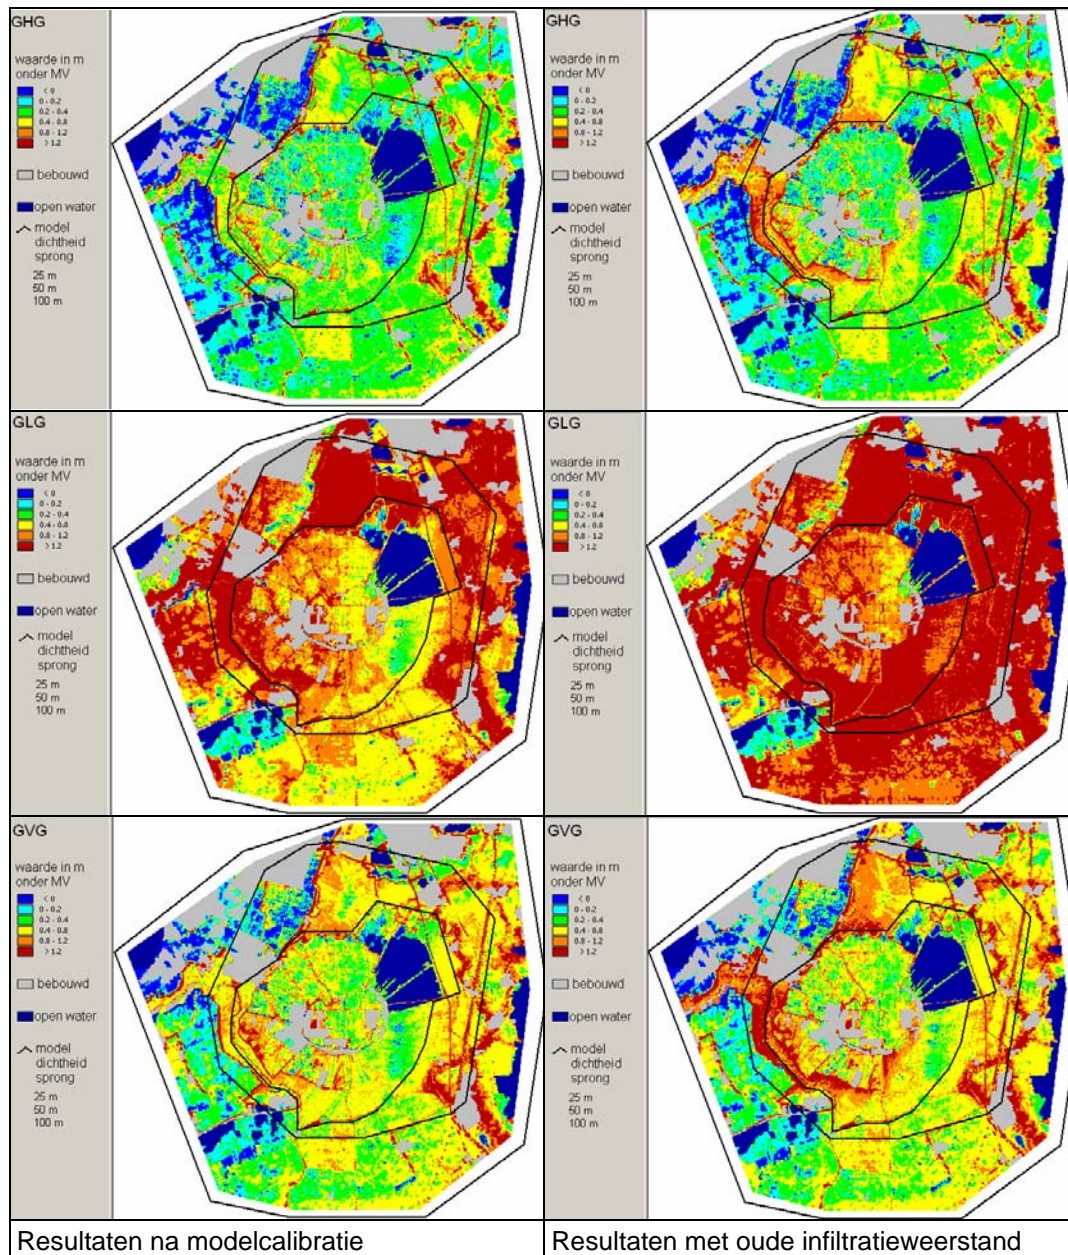 GHG
waarde in m
onder MV
< 0
0 - 0.2
0.2 - 0.4
0.4 - 0.8
0.8 - 1.2
> 1.2
bebouwd
open water
model
dichtheid
sprong
25 m
50 m
100 m
GHG
waarde in m
onder MV
< 0
0 - 0.2
0.2 - 0.4
0.4 - 0.8
0.8 - 1.2
> 1.2
bebouwd
open water
model
dichtheid
sprong
25 m
50 m
100 m
GLG
waarde in m
onder MV
< 0
0 - 0.2
0.2 - 0.4
0.4 - 0.8
0.8 - 1.2
> 1.2
bebouwd
open water
model
dichtheid
sprong
25 m
50 m
100 m
GLG
waarde in m
onder MV
< 0
0 - 0.2
0.2 - 0.4
0.4 - 0.8
0.8 - 1.2
> 1.2
bebouwd
open water
model
dichtheid
sprong
25 m
50 m
100 m
GVG
waarde in m
onder MV
< 0
0 - 0.2
0.2 - 0.4
0.4 - 0.8
0.8 - 1.2
> 1.2
bebouwd
open water
model
dichtheid
sprong
25 m
50 m
100 m
GVG
waarde in m
onder MV
< 0
0 - 0.2
0.2 - 0.4
0.4 - 0.8
0.8 - 1.2
> 1.2
bebouwd
open water
model
dichtheid
sprong
25 m
50 m
100 m
Resultaten na modelcalibratie
Resultaten met oude infiltratieweerstand